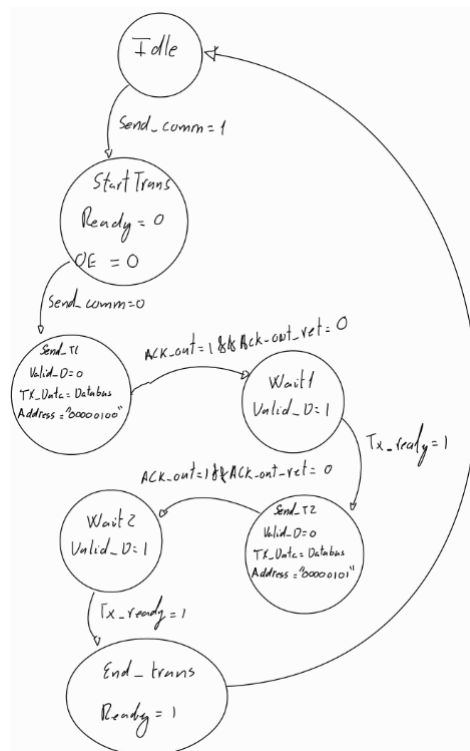 Idle
Send_comm=1
StartTrans
Ready = 0
OE = 0
Send_comm=0
Send_T1
Valid_D=0
TX_Data=Databus
Address="00000100"
ACK_out=1&&Ack_out_ret=0
Wait1
Valid_D=1
Tx_ready=1
ACK_out=1&&ACK_out_ret=0
Send_T2
Valid_D=0
TX_Data=Databus
Address="00000101"
Wait2
Valid_D=1
Tx_ready=1
End_trans
Ready=1